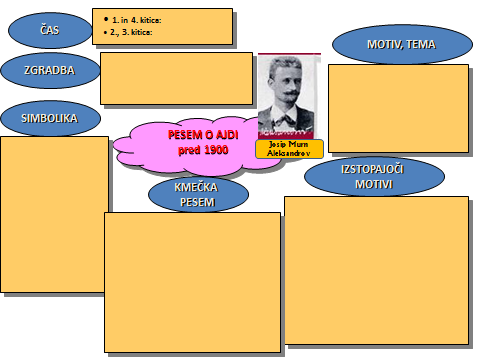 ČAS
• 1. in 4. kitica:
• 2., 3. kitica:
MOTIV, TEMA
ZGRADBA
SIMBOLIKA
PESEM O AJDI
pred 1900
Josip Murn
Aleksandrov
IZSTOPAJOČI
MOTIVI
KMEČKA
PESEM